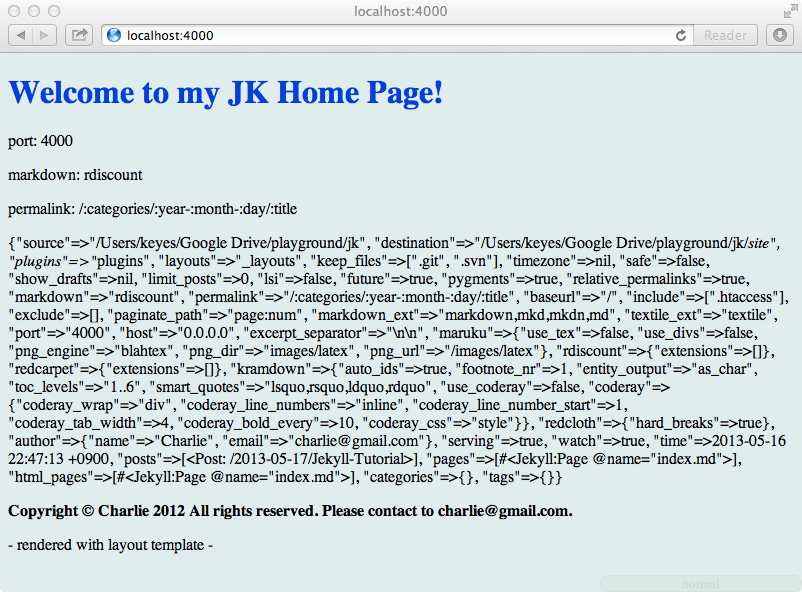 localhost:4000
localhost:4000
Reader
Welcome to my JK Home Page!
port: 4000
markdown: rdiscount
permalink: /:categories/:year-:month-:day/:title
{"source"=>"/Users/keyes/Google Drive/playground/jk", "destination"=>"/Users/keyes/Google Drive/playground/jk/site",
"plugins"=>"plugins", "layouts"=>"_layouts", "keep_files"=>[".git", ".svn"], "timezone"=>nil, "safe"=>false,
"show_drafts"=>nil, "limit_posts"=>0, "lsi"=>false, "future"=>true, "pygments"=>true, "relative_permalinks"=>true,
"markdown"=>"rdiscount", "permalink"=>"/:categories/:year-:month-:day/:title", "baseurl"=>"/", "include"=>[".htaccess"],
"exclude"=>[], "paginate_path"=>"page:num", "markdown_ext"=>"markdown,mkd,mkdn,md", "textile_ext"=>"textile",
"port"=>"4000", "host"=>"0.0.0.0", "excerpt_separator"=>"\n\n", "maruku"=>{"use_tex"=>false, "use_divs"=>false,
"png_engine"=>"blahtex", "png_dir"=>"images/latex", "png_url"=>"/images/latex"}, "rdiscount"=>{"extensions"=>[]},
"redcarpet"=>{"extensions"=>[]}, "kramdown"=>{"auto_ids"=>true, "footnote_nr"=>1, "entity_output"=>"as_char",
"toc_levels"=>"1..6", "smart_quotes"=>"lsquo,rsquo,ldquo,rdquo", "use_coderay"=>false, "coderay"=>
{"coderay_wrap"=>"div", "coderay_line_numbers"=>"inline", "coderay_line_number_start"=>1,
"coderay_tab_width"=>4, "coderay_bold_every"=>10, "coderay_css"=>"style"}}, "redcloth"=>{"hard_breaks"=>true},
"author"=>{"name"=>"Charlie", "email"=>"charlie@gmail.com"}, "serving"=>true, "watch"=>true, "time"=>2013-05-16
22:47:13 +0900, "posts"=>[<Post: /2013-05-17/Jekyll-Tutorial>], "pages"=>[#<Jekyll:Page @name="index.md">],
"html_pages"=>[#<Jekyll:Page @name="index.md">], "categories"=>{}, "tags"=>{}}
Copyright © Charlie 2012 All rights reserved. Please contact to charlie@gmail.com.
- rendered with layout template -
normal